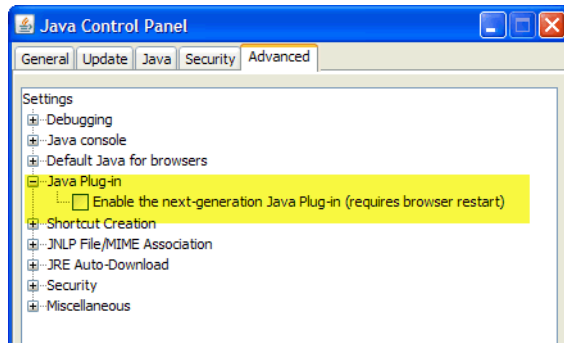 Java Control Panel
General Update Java Security Advanced
Settings
Debugging
Java console
Default Java for browsers
Java Plug-in
Enable the next-generation Java Plug-in (requires browser restart)
Shortcut Creation
JNLP File/MIME Association
JRE Auto-Download
Security
Miscellaneous